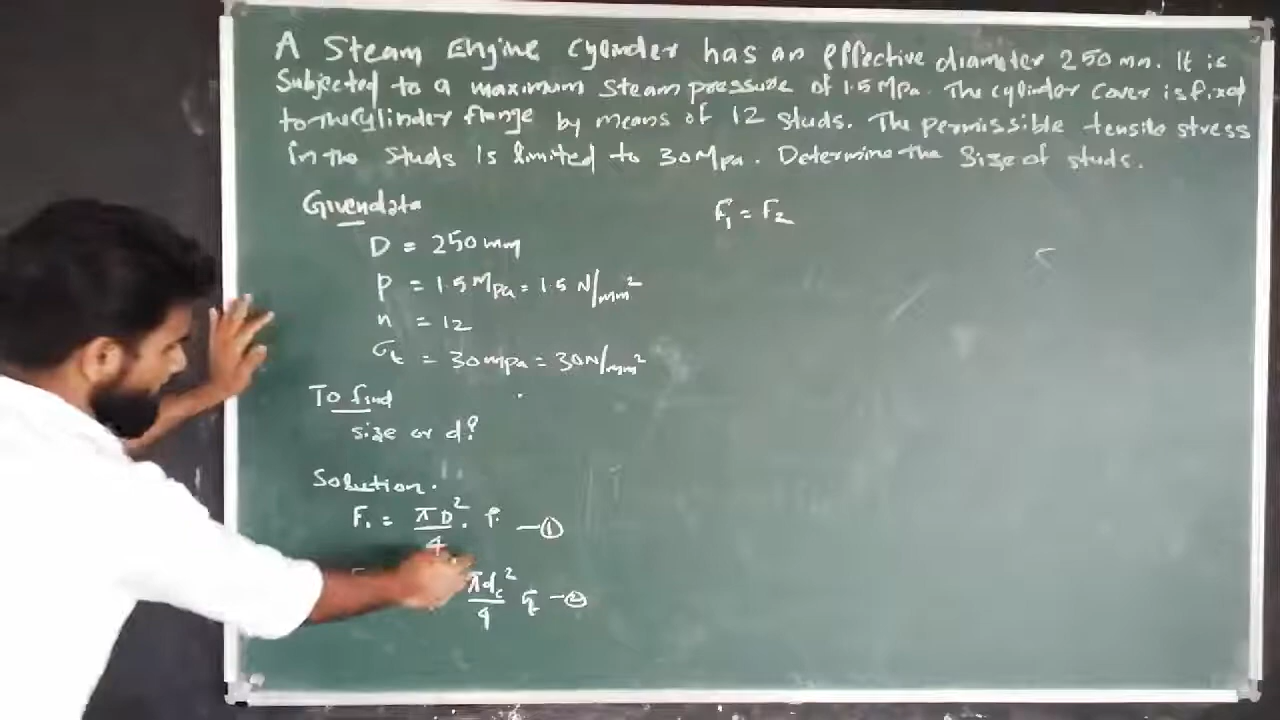 A Steam Engine cylinder has an effective diameter 250 mm. It is
Subjected to a maximum steam pressure of 1.5 MPa. The cylinder cover is fixed
to the cylinder flange by means of 12 studs. The permissible tensile stress
in the studs is limited to 30 Mpa. Determine the Size of studs.
Given data
D = 250 mm
p = 1.5 Mpa = 1.5 N/mm²
n = 12
σt = 30 mpa = 30 N/mm²
To find
size or d?
Solution.
F₁ = πD²/4 . P. — ①
πdc²/4 σt — ②
F₁ = F₂